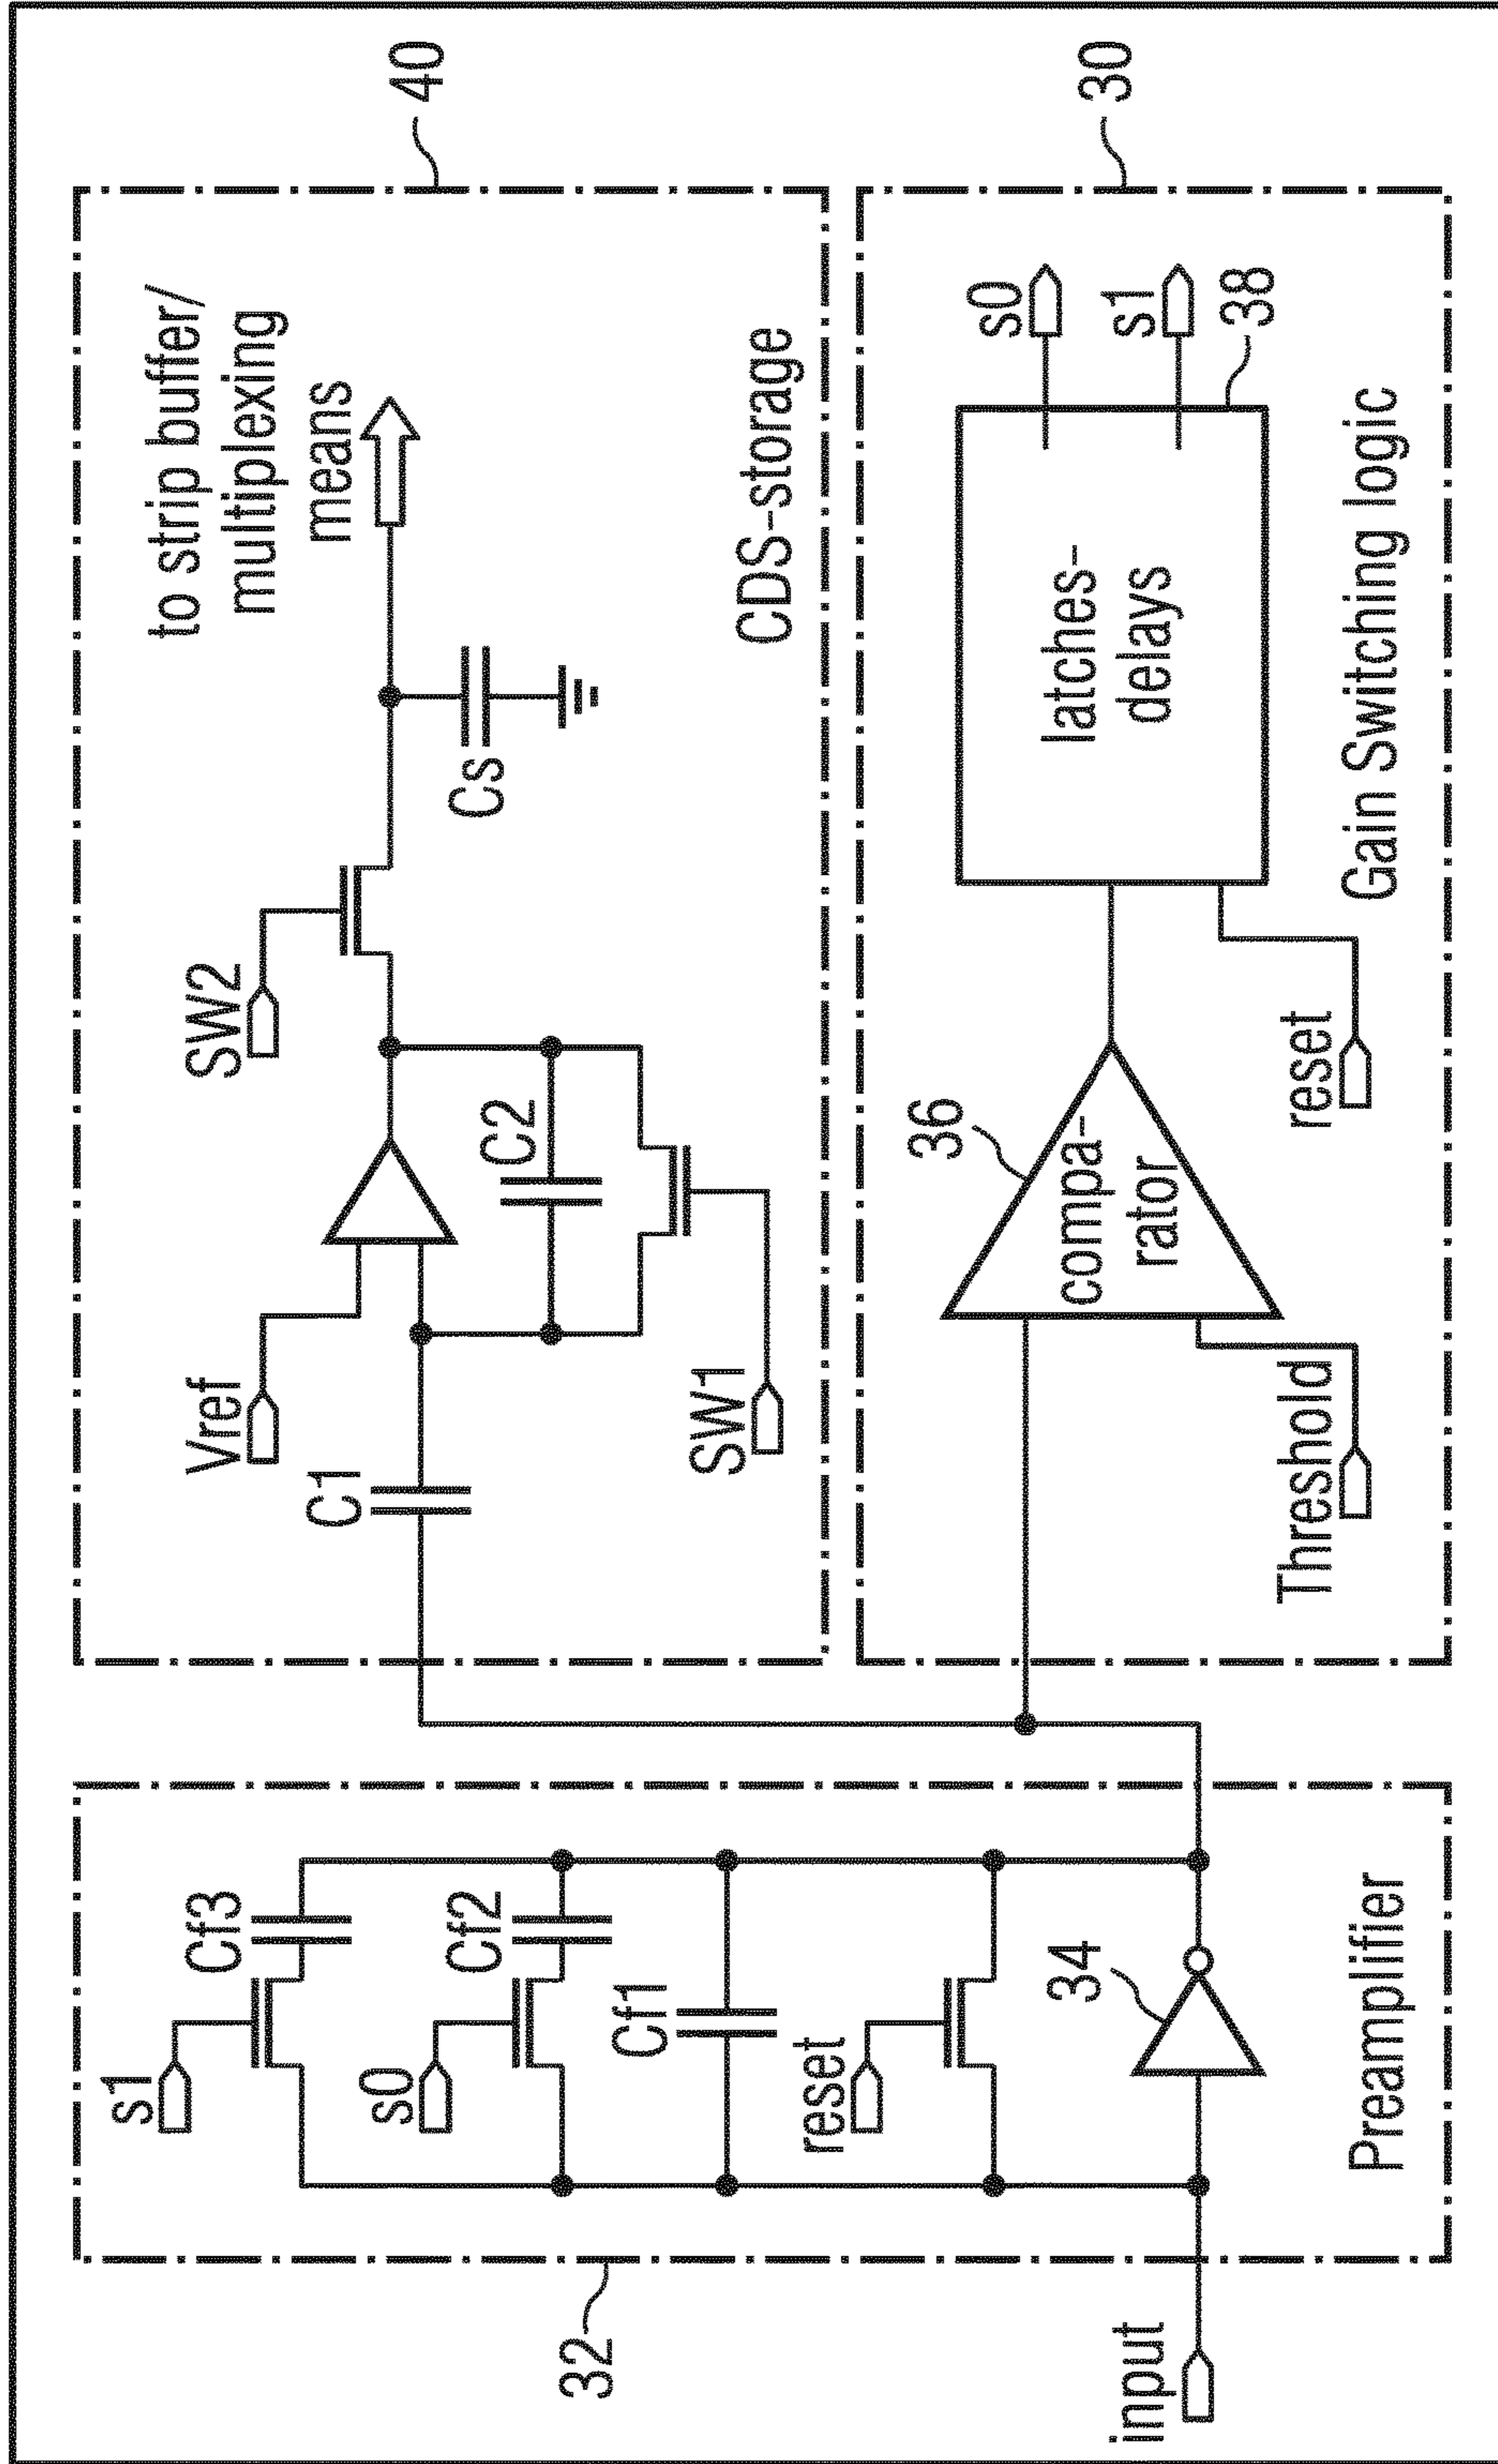 s1
Cf3
s0
Cf2
Cf1
reset
34
Preamplifier
32
input
Vref
C1
SW1
C2
SW2
Cs
to strip buffer/
multiplexing
means
CDS-storage
40
36
compa-
rator
Threshold
reset
latches-
delays
s0
s1
38
Gain Switching logic
30